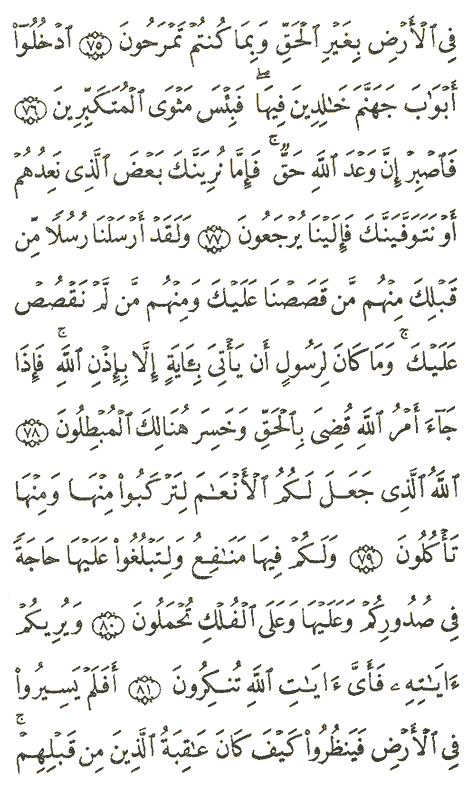 فِي ٱلْأَرْضِ بِغَيْرِ ٱلْحَقِّ وَبِمَا كُنتُمْ تَمْرَحُونَ ٧٥ ٱدْخُلُوٓا۟
أَبْوَٰبَ جَهَنَّمَ خَـٰلِدِينَ فِيهَا ۖ فَبِئْسَ مَثْوَى ٱلْمُتَكَبِّرِينَ ٧٦
فَٱصْبِرْ إِنَّ وَعْدَ ٱللَّهِ حَقٌّ ۚ فَإِمَّا نُرِيَنَّكَ بَعْضَ ٱلَّذِى نَعِدُهُمْ
أَوْ نَتَوَفَّيَنَّكَ فَإِلَيْنَا يُرْجَعُونَ ٧٧ وَلَقَدْ أَرْسَلْنَا رُسُلًا مِّن
قَبْلِكَ مِنْهُم مَّن قَصَصْنَا عَلَيْكَ وَمِنْهُم مَّن لَّمْ نَقْصُصْ
عَلَيْكَ ۗ وَمَا كَانَ لِرَسُولٍ أَن يَأْتِىَ بِـَٔايَةٍ إِلَّا بِإِذْنِ ٱللَّهِ ۚ فَإِذَا
جَآءَ أَمْرُ ٱللَّهِ قُضِىَ بِٱلْحَقِّ وَخَسِرَ هُنَالِكَ ٱلْمُبْطِلُونَ ٧٨
ٱللَّهُ ٱلَّذِى جَعَلَ لَكُمُ ٱلْأَنْعَـٰمَ لِتَرْكَبُوا۟ مِنْهَا وَمِنْهَا
تَأْكُلُونَ ٧٩ وَلَكُمْ فِيهَا مَنَـٰفِعُ وَلِتَبْلُغُوا۟ عَلَيْهَا حَاجَةً
فِى صُدُورِكُمْ وَعَلَيْهَا وَعَلَى ٱلْفُلْكِ تُحْمَلُونَ ٨٠ وَيُرِيكُمْ
ءَايَـٰتِهِۦ فَأَىَّ ءَايَـٰتِ ٱللَّهِ تُنكِرُونَ ٨١ أَفَلَمْ يَسِيرُوا۟
فِى ٱلْأَرْضِ فَيَنظُرُوا۟ كَيْفَ كَانَ عَـٰقِبَةُ ٱلَّذِينَ مِن قَبْلِهِمْ ۚ